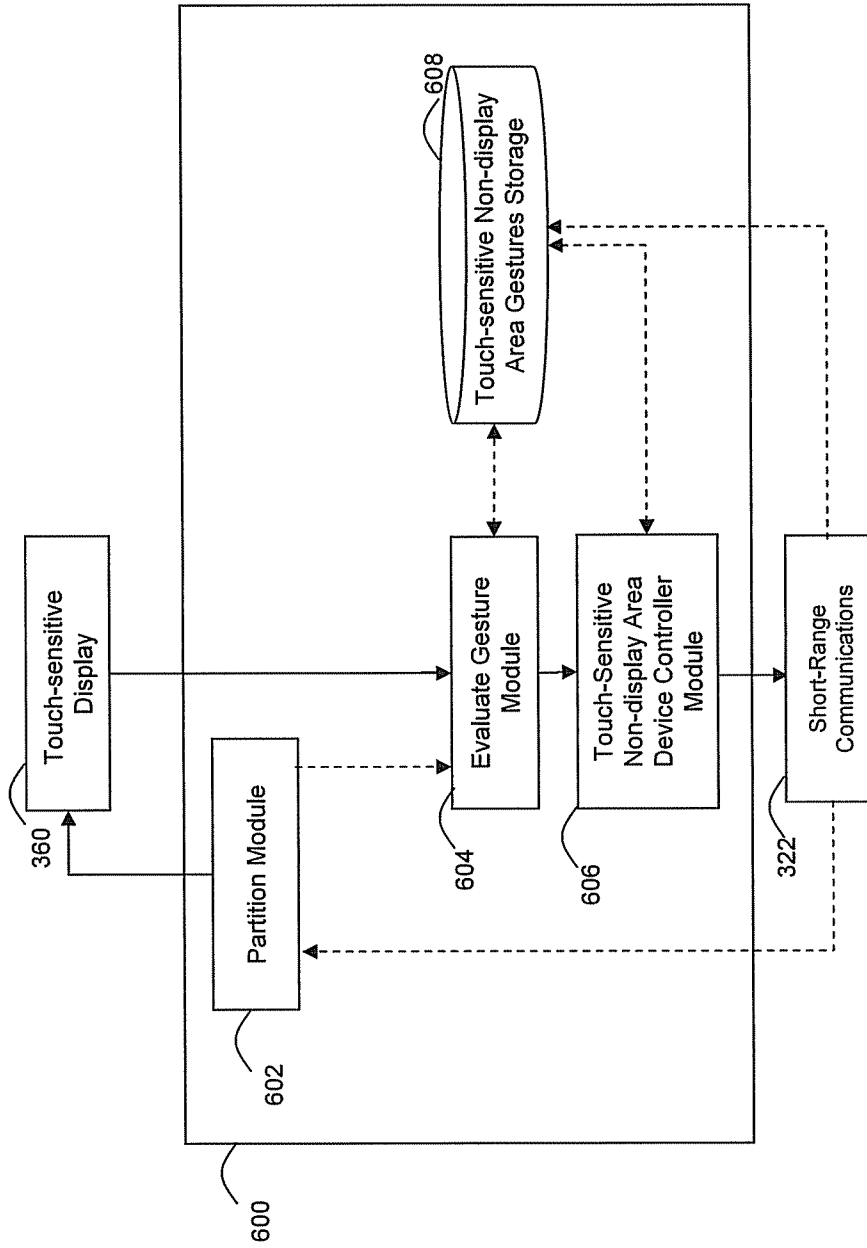 360
Touch-sensitive
Display
600
602
Partition Module
604
Evaluate Gesture
Module
608
Touch-sensitive Non-display
Area Gestures Storage
606
Touch-Sensitive
Non-display Area
Device Controller
Module
322
Short-Range
Communications